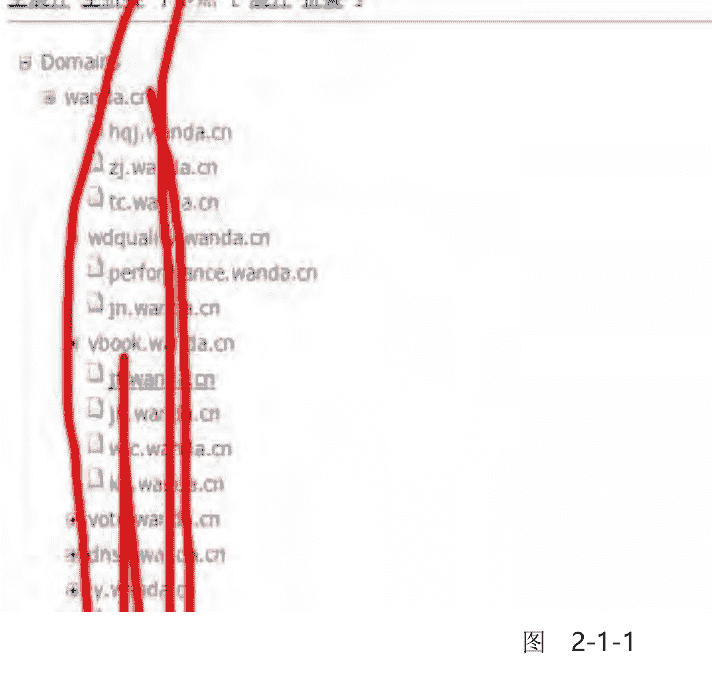 Domains
wanda.cn
hqj.wanda.cn
zj.wanda.cn
tc.wanda.cn
wdquality.wanda.cn
performance.wanda.cn
jn.wanda.cn
vbook.wanda.cn
.wanda.cn
.wanda.cn
.wanda.cn
.wanda.cn
vote.wanda.cn
.wanda.cn
y.wanda.cn
图 2-1-1